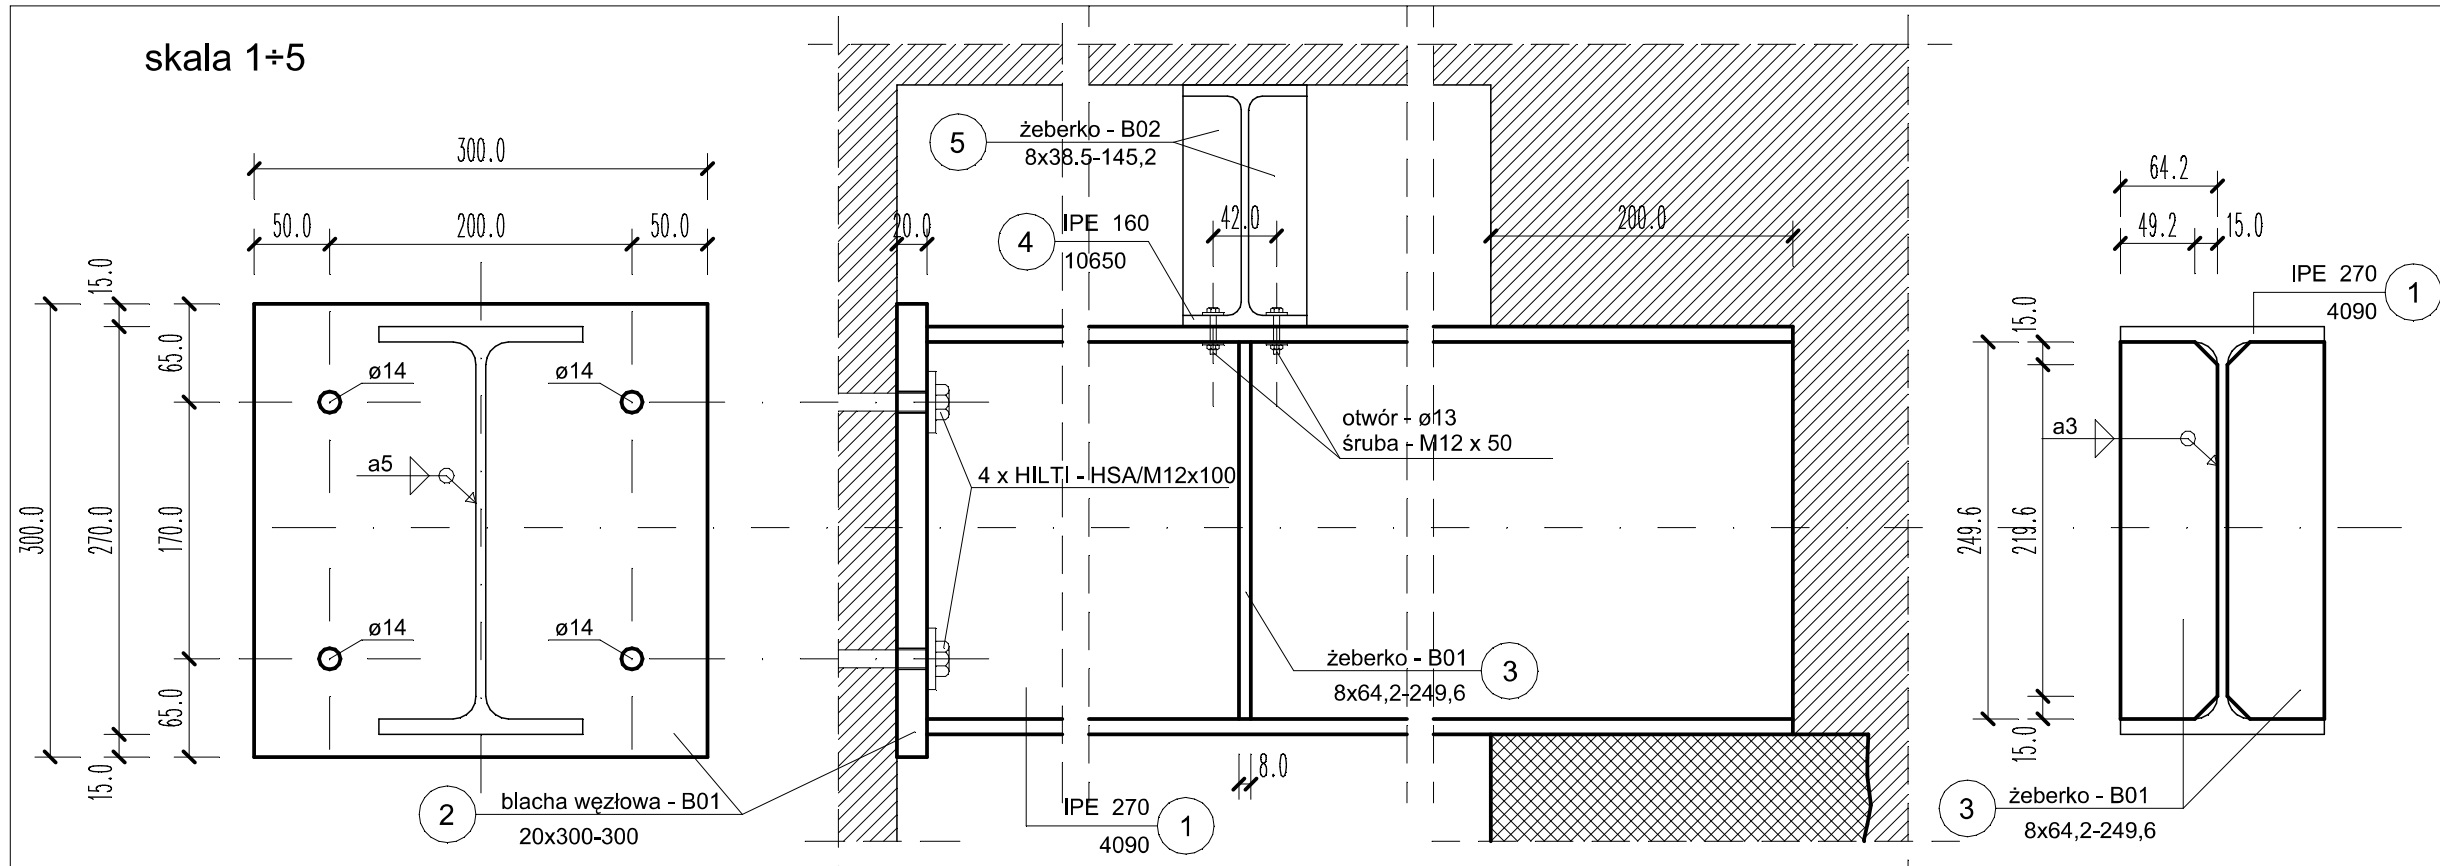 skala 1÷5
300.0
50.0
200.0
50.0
15.0
65.0
300.0
270.0
170.0
65.0
15.0
ø14
ø14
ø14
ø14
a5
2
blacha węzłowa - B01
20x300-300
20.0
5
żeberko - B02
8x38.5-145,2
4
IPE 160
10650
42.0
200.0
otwór - ø13
śruba - M12 x 50
4 x HILTI - HSA/M12x100
żeberko - B01
8x64,2-249,6
3
8.0
IPE 270
4090
1
64.2
49.2
15.0
IPE 270
4090
1
15.0
249.6
219.6
15.0
a3
3
żeberko - B01
8x64,2-249,6